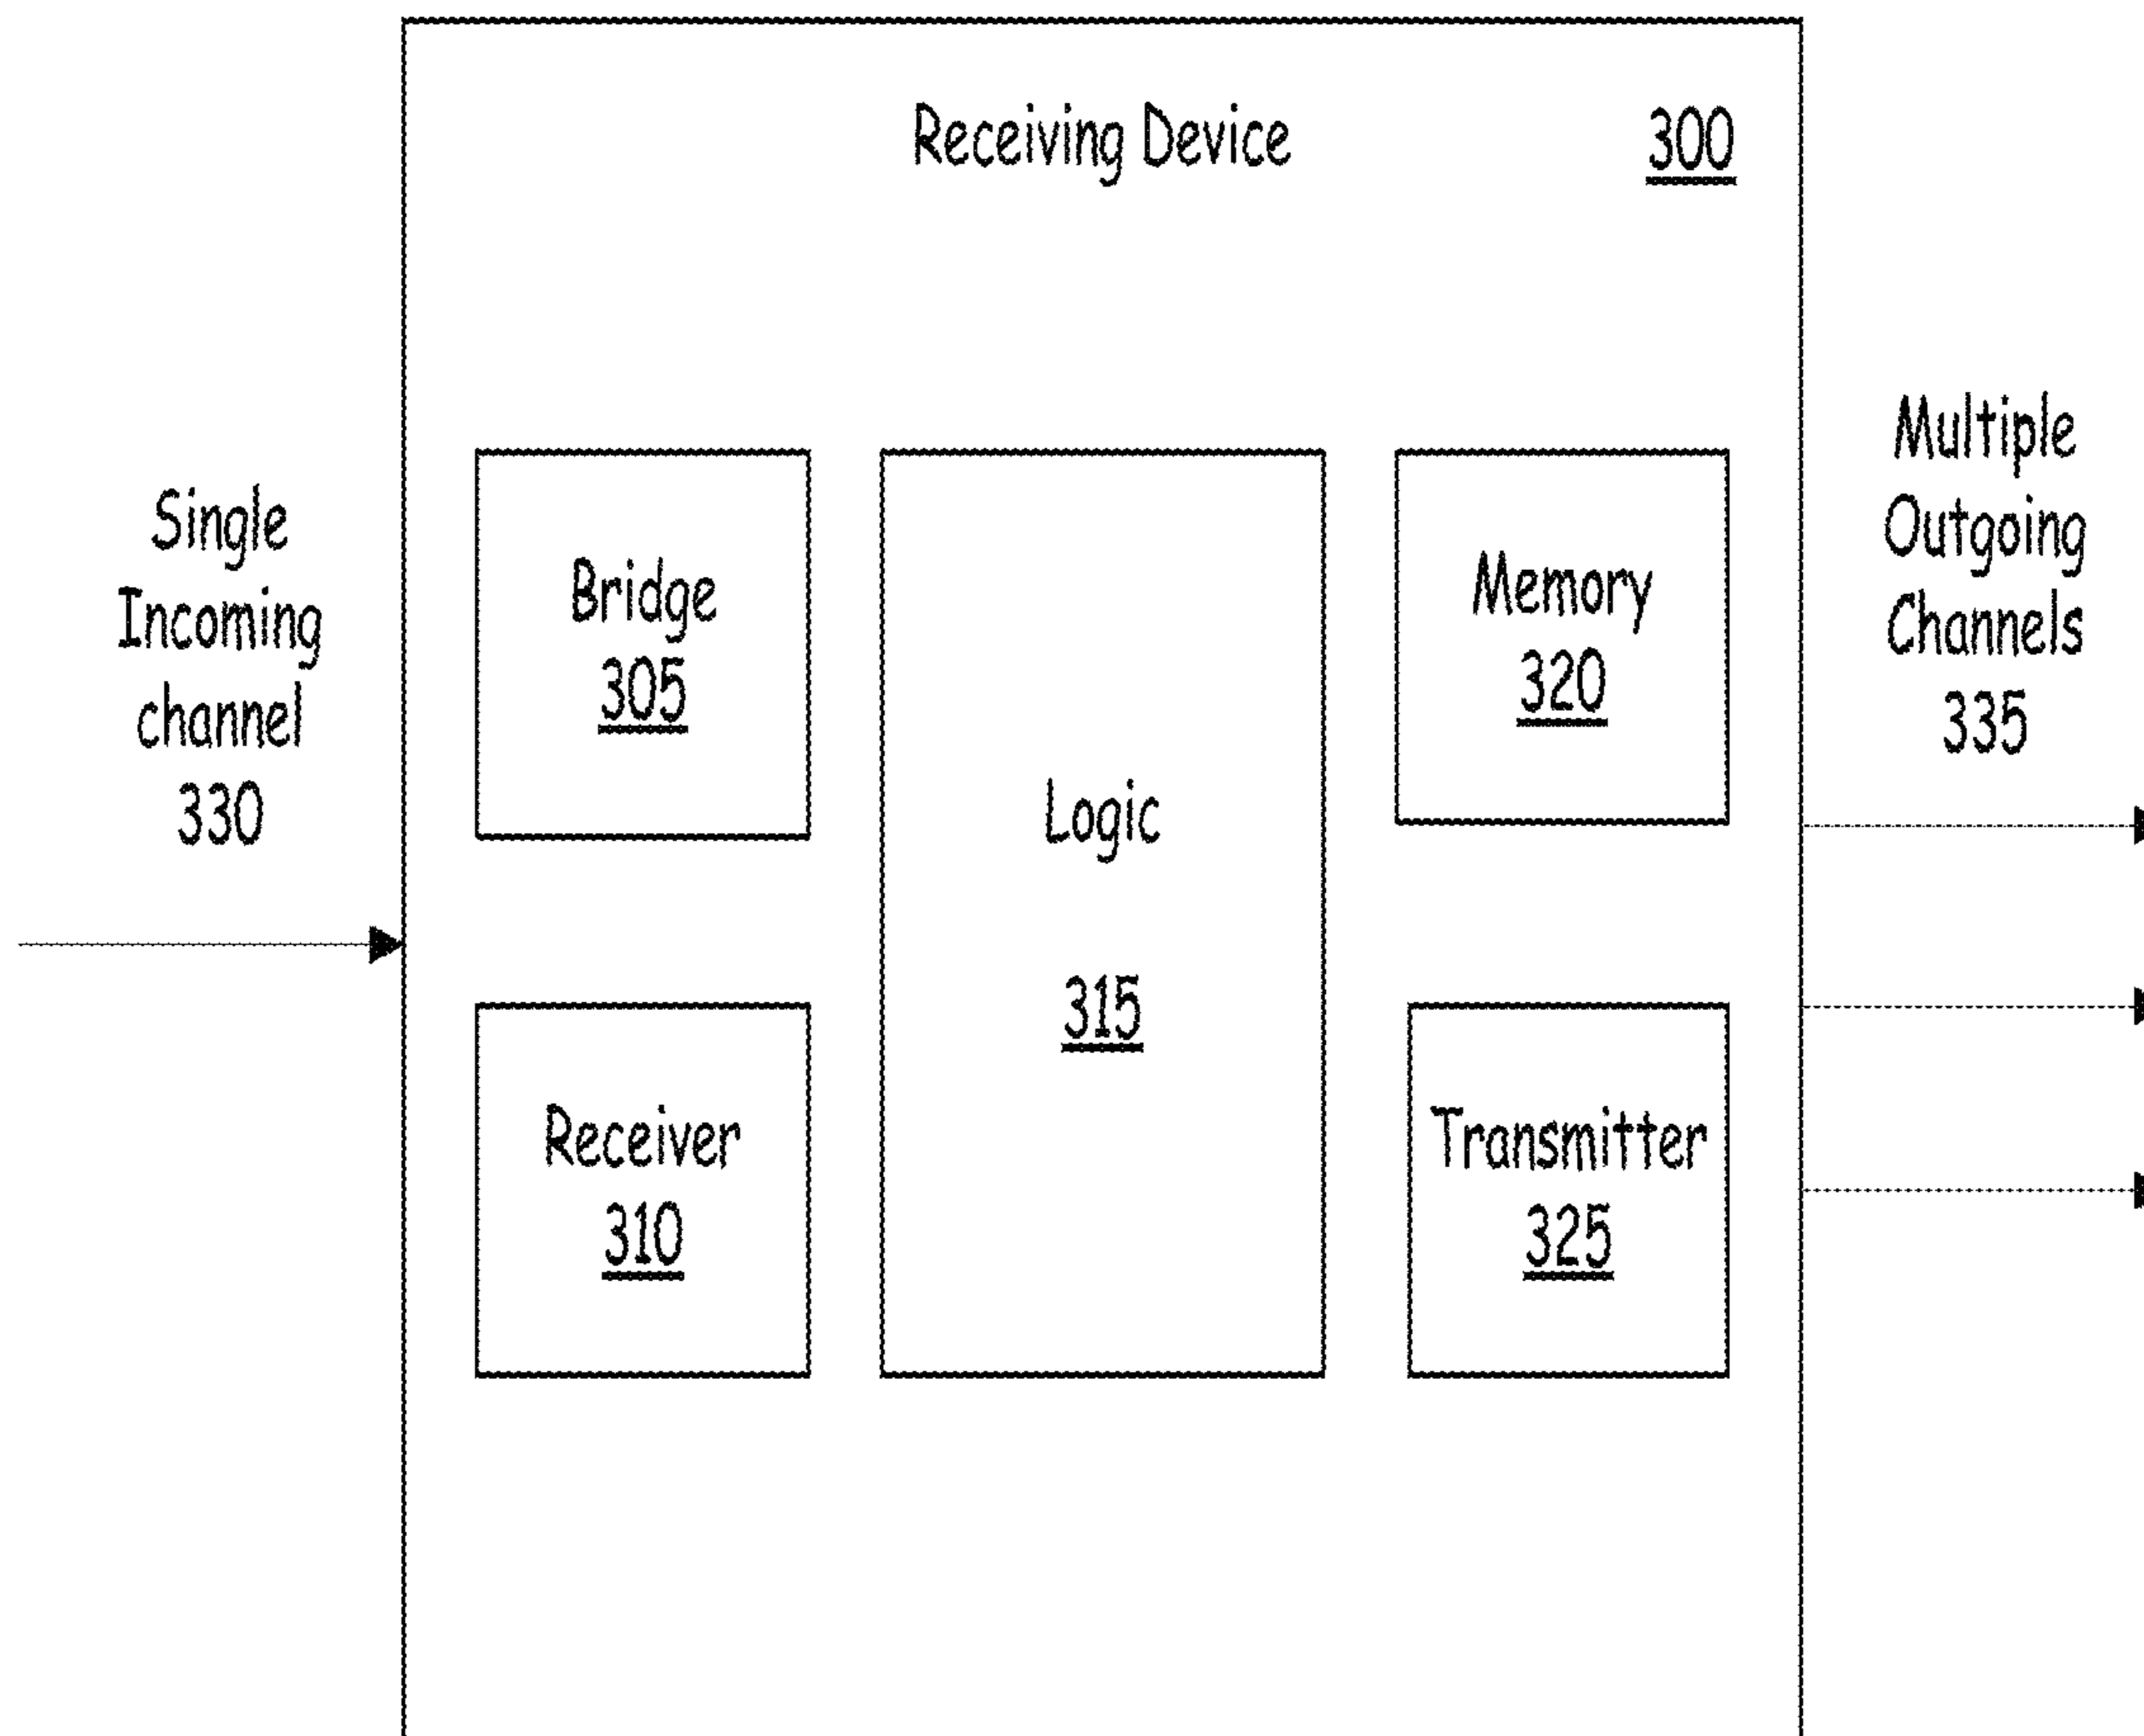 Receiving Device
300
Single
Incoming
channel
330
Bridge
305
Receiver
310
Logic
315
Memory
320
Transmitter
325
Multiple
Outgoing
Channels
335